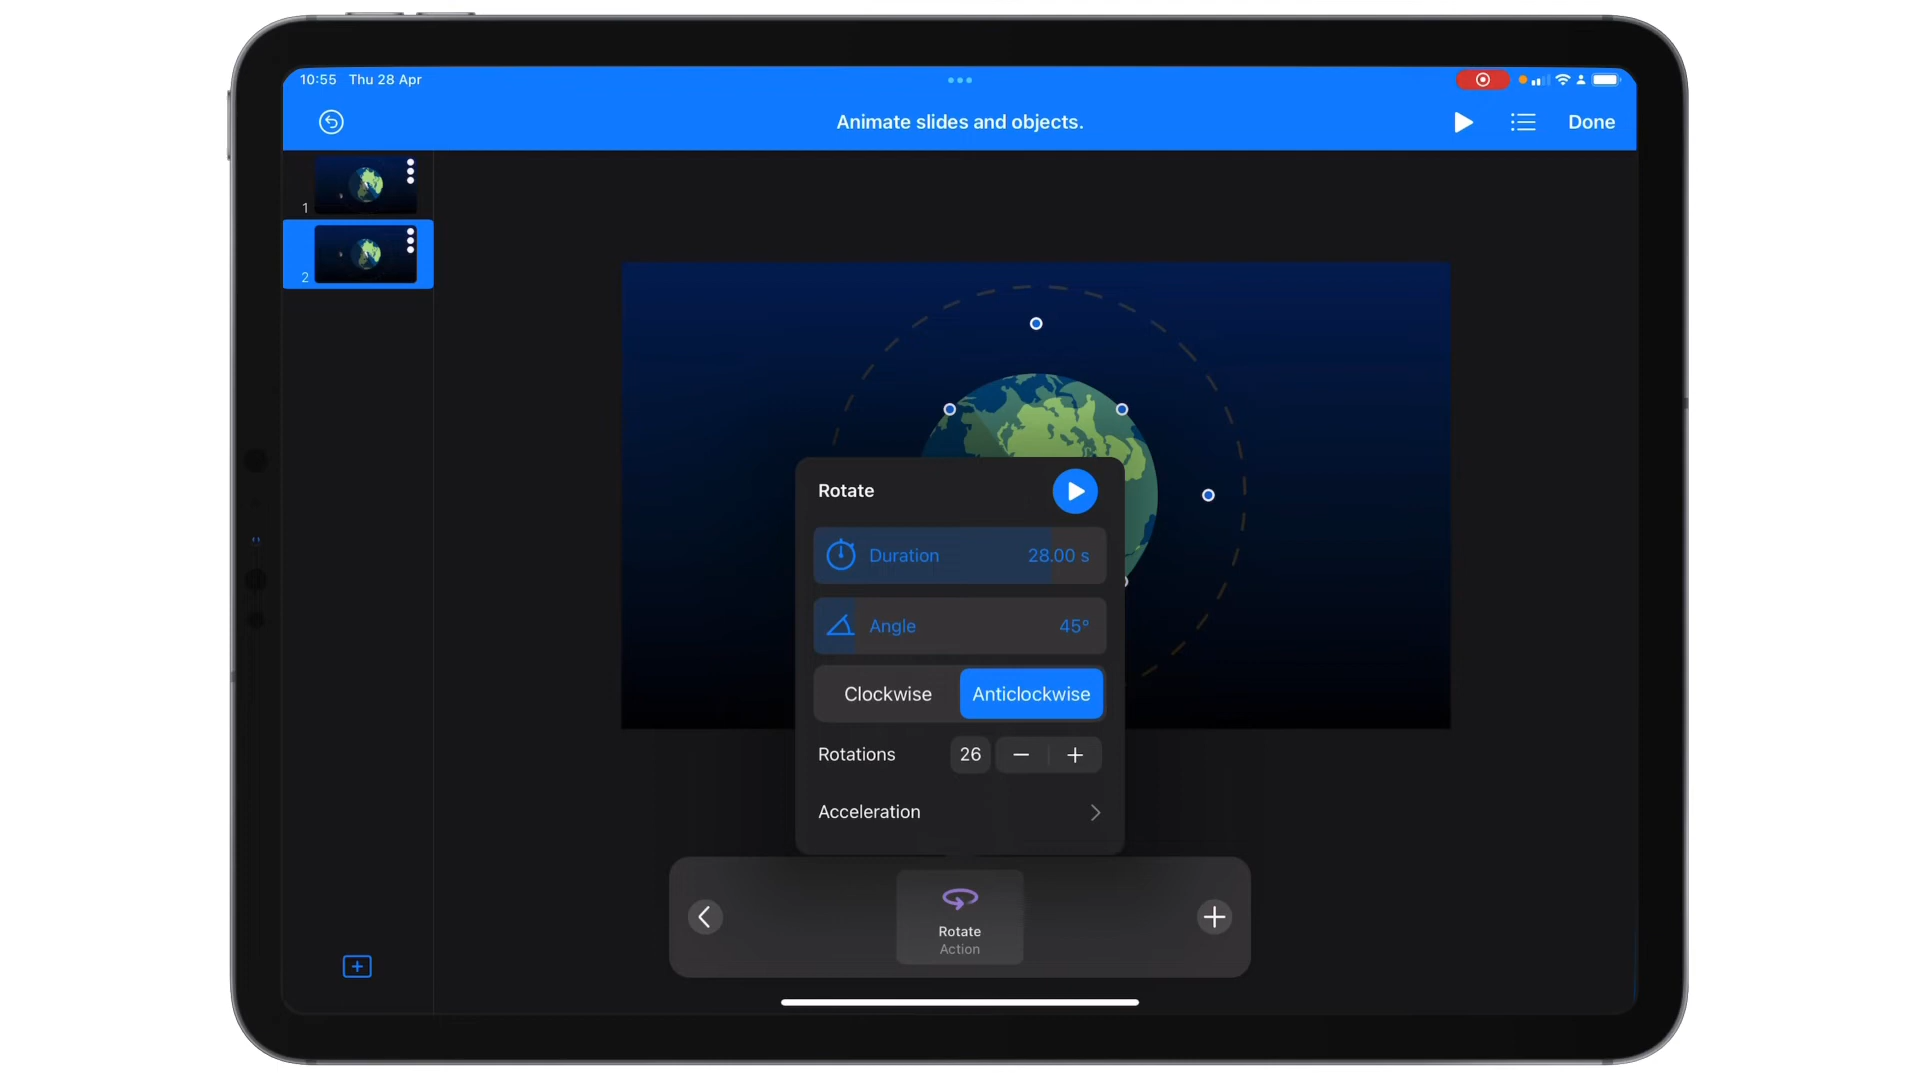 10:55 Thu 28 Apr
Animate slides and objects.
Done
1
2
Rotate
Duration 28.00 s
Angle 45°
Clockwise Anticlockwise
Rotations 26
Acceleration
Rotate
Action